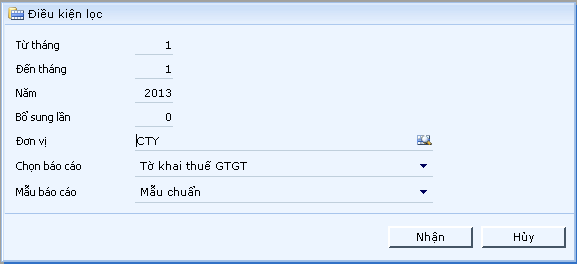 Điều kiện lọc
Từ tháng 1
Đến tháng 1
Năm 2013
Bổ sung lần 0
Đơn vị CTY
Chọn báo cáo Tờ khai thuế GTGT
Mẫu báo cáo Mẫu chuẩn
Nhận Hủy